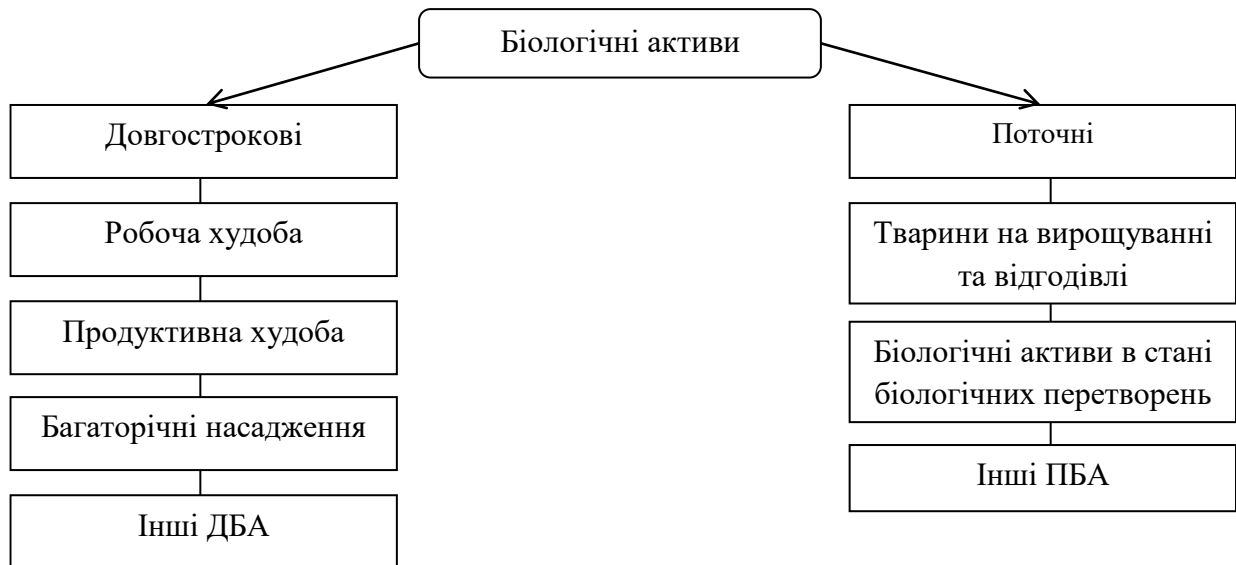 Біологічні активи
Довгострокові
Робоча худоба
Продуктивна худоба
Багаторічні насадження
Інші ДБА
Поточні
Тварини на вирощуванні
та відгодівлі
Біологічні активи в стані
біологічних перетворень
Інші ПБА